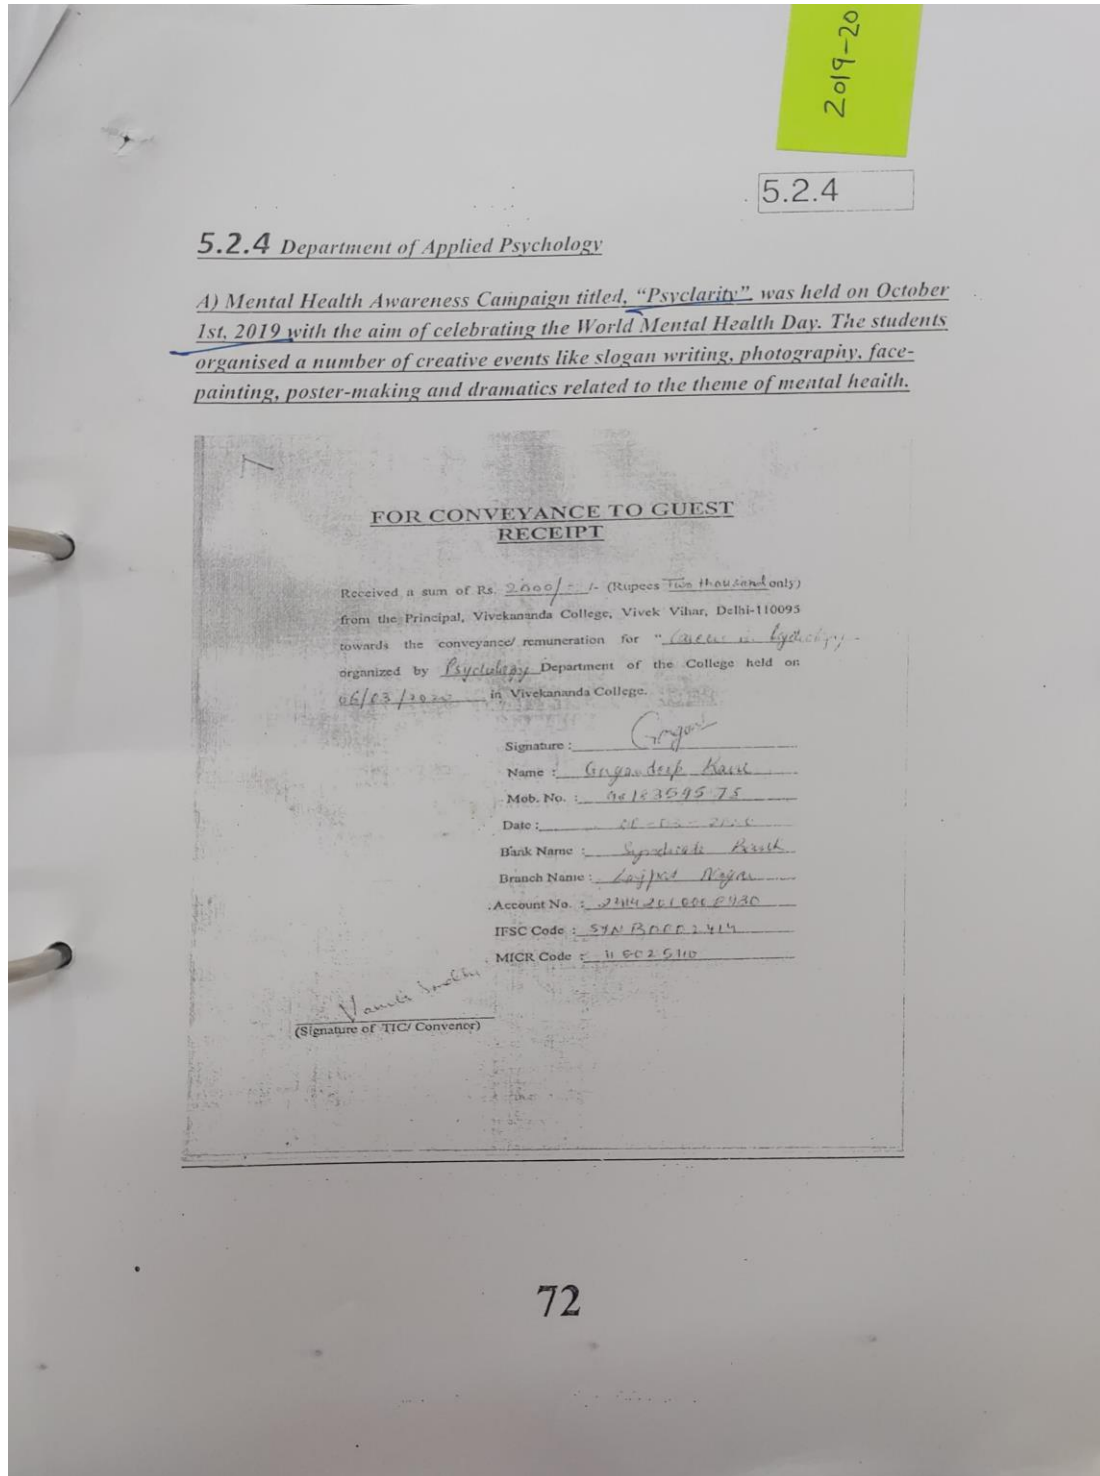 2019-20
5.2.4
5.2.4 Department of Applied Psychology
A) Mental Health Awareness Campaign titled, “Psyclarity”. was held on October
1st, 2019 with the aim of celebrating the World Mental Health Day. The students
organised a number of creative events like slogan writing, photography, face-
painting, poster-making and dramatics related to the theme of mental health.
FOR CONVEYANCE TO GUEST
RECEIPT
Received a sum of Rs. 2000/- /- (Rupees Two thousand only)
from the Principal, Vivekananda College, Vivek Vihar, Delhi-110095
towards the conveyance/ remuneration for "
organized by Psychology Department of the College held on
06/03/2020 in Vivekananda College.
Signature :
Name : Gagandeep Kaur
Mob. No. :
Date :
Bank Name : Syndicate Bank
Branch Name : Lajpat Nagar
Account No. :
IFSC Code :
MICR Code :
(Signature of TIC/ Convenor)
72